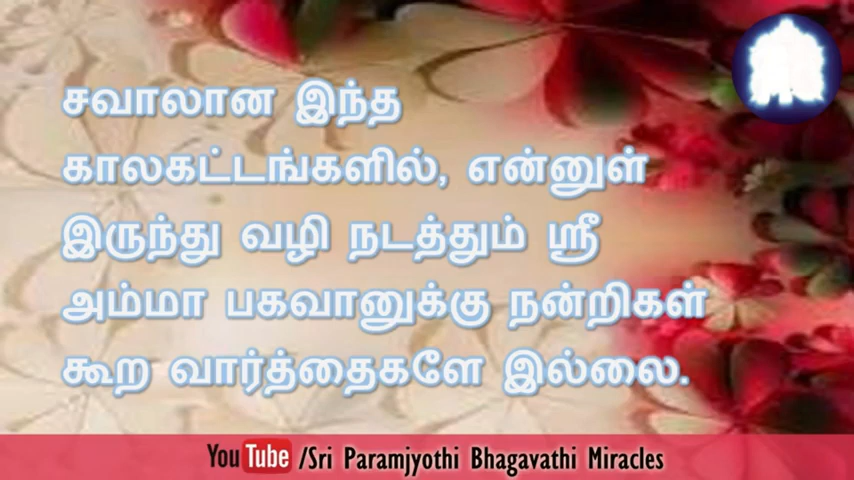 சவாலான இந்த
காலகட்டங்களில், என்னுள்
இருந்து வழி நடத்தும் ஸ்ரீ
அம்மா பகவானுக்கு நன்றிகள்
கூற வார்த்தைகளே இல்லை.
YouTube /Sri Paramjyothi Bhagavathi Miracles